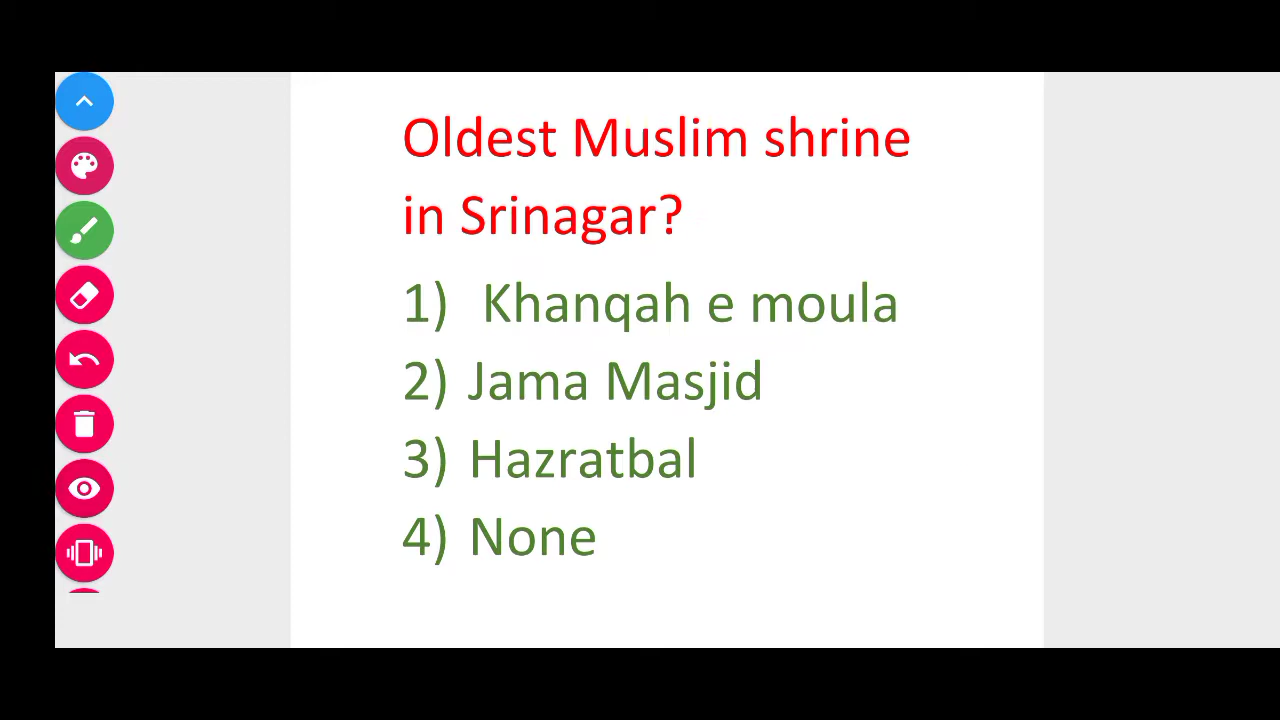 Oldest Muslim shrine
in Srinagar?
1) Khanqah e moula
2) Jama Masjid
3) Hazratbal
4) None